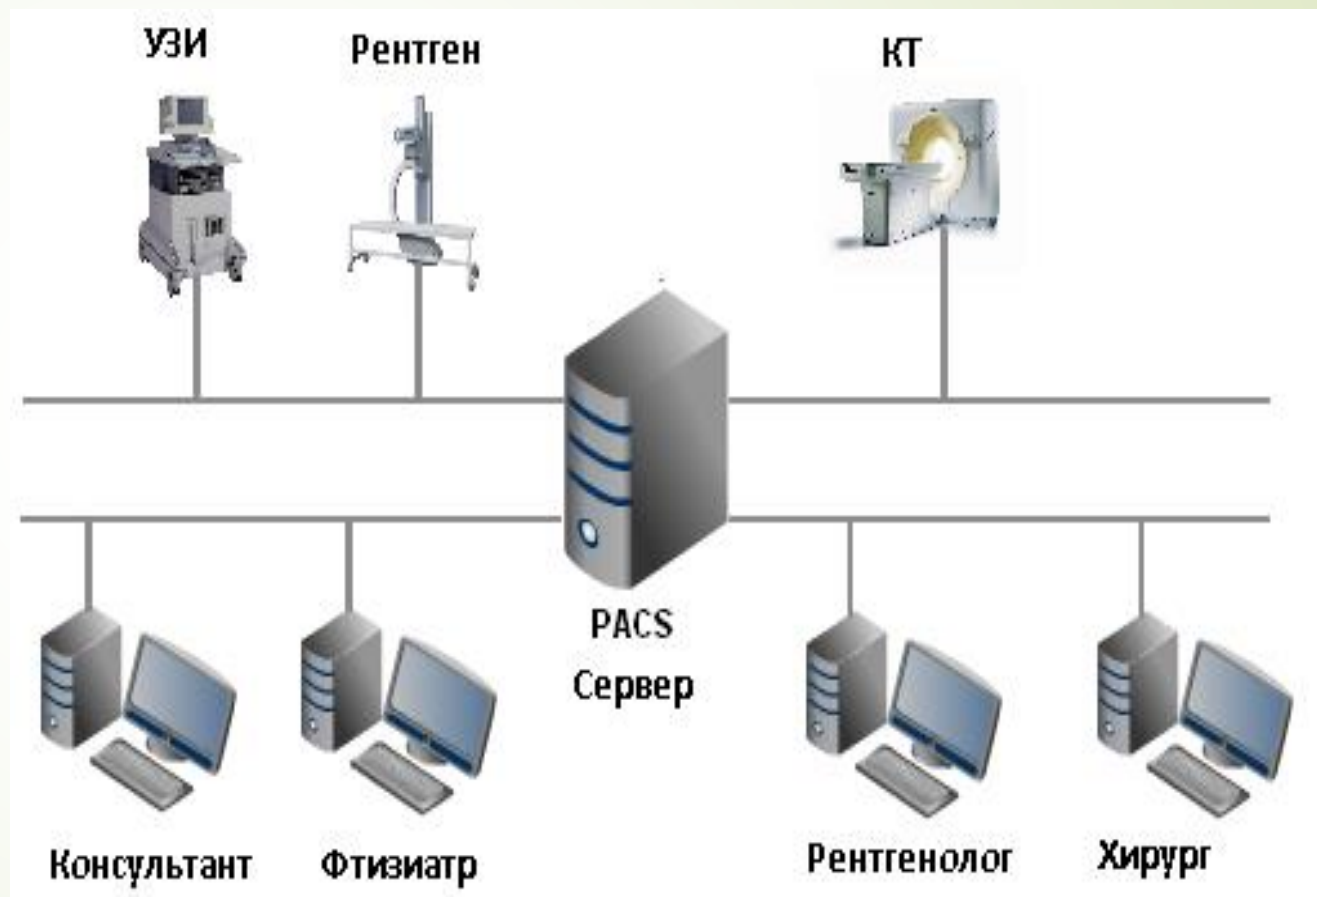 УЗИ
Рентген
КТ
PACS
Сервер
Консультант
Фтизиатр
Рентгенолог
Хирург